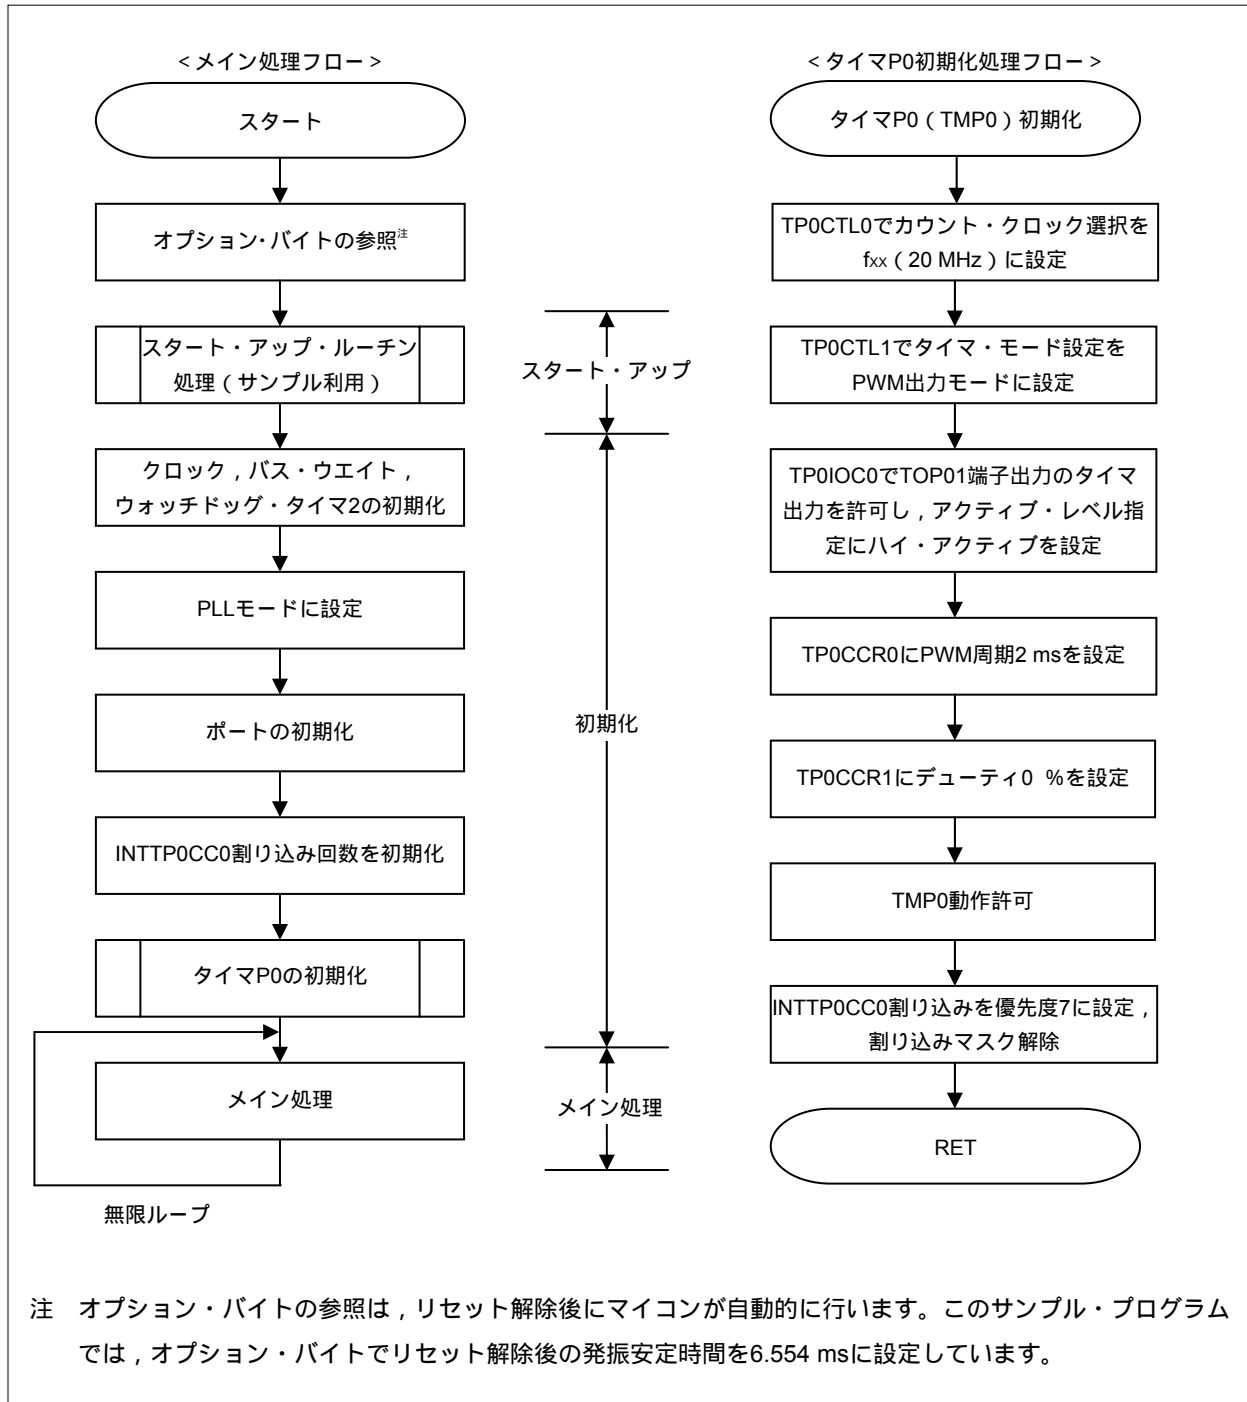 ＜メイン処理フロー＞
スタート
オプション・バイトの参照注
スタート・アップ・ルーチン
処理（サンプル利用）
クロック，バス・ウエイト，
ウォッチドッグ・タイマ2の初期化
PLLモードに設定
ポートの初期化
INTTP0CC0割り込み回数を初期化
タイマP0の初期化
メイン処理
無限ループ
スタート・アップ
初期化
メイン処理
＜タイマP0初期化処理フロー＞
タイマP0（TMP0）初期化
TP0CTL0でカウント・クロック選択を
fxx（20 MHz）に設定
TP0CTL1でタイマ・モード設定を
PWM出力モードに設定
TP0IOC0でTOP01端子出力のタイマ
出力を許可し，アクティブ・レベル指
定にハイ・アクティブを設定
TP0CCR0にPWM周期2 msを設定
TP0CCR1にデューティ0 %を設定
TMP0動作許可
INTTP0CC0割り込みを優先度7に設定，
割り込みマスク解除
RET
注　オプション・バイトの参照は，リセット解除後にマイコンが自動的に行います。このサンプル・プログラム
では，オプション・バイトでリセット解除後の発振安定時間を6.554 msに設定しています。